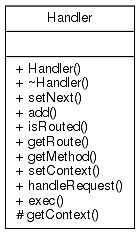 Handler
+ Handler()
+ ~Handler()
+ setNext()
+ add()
+ isRouted()
+ getRoute()
+ getMethod()
+ setContext()
+ handleRequest()
+ exec()
# getContext()